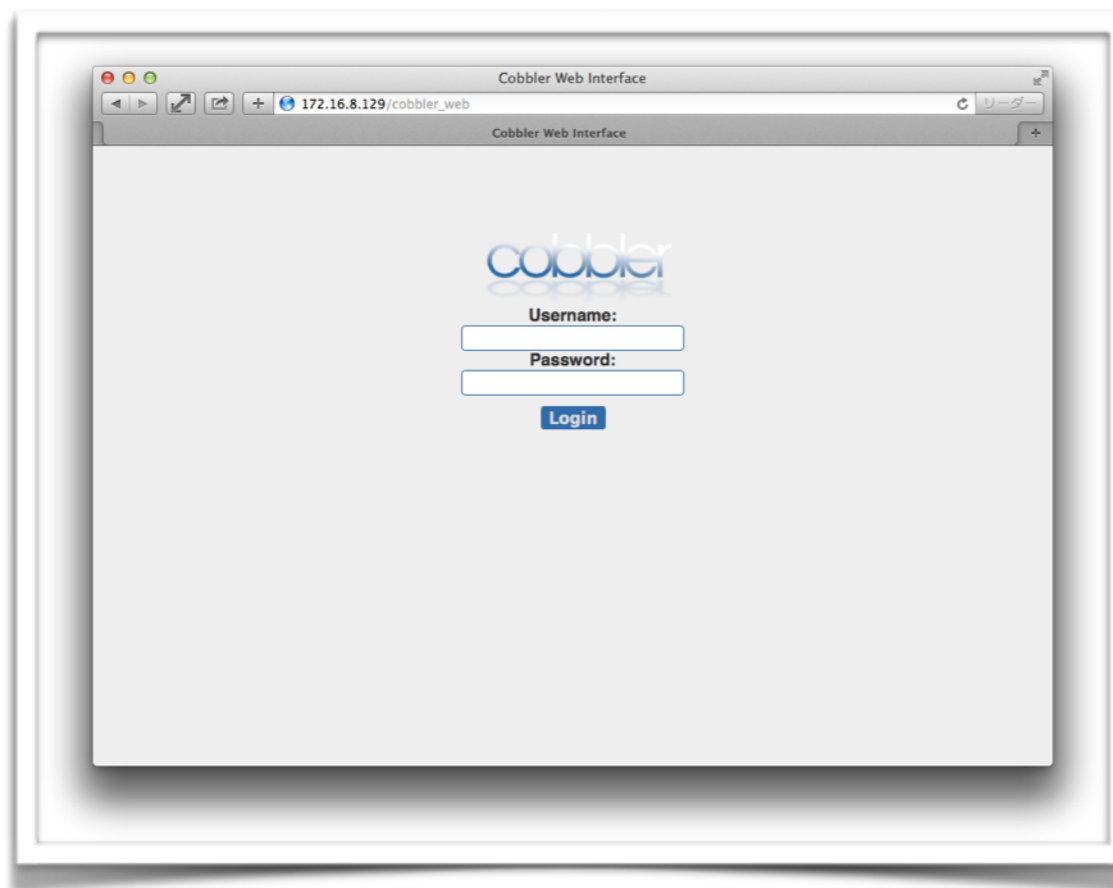 Cobbler Web Interface
172.16.8.129/cobbler_web
リーダー
Cobbler Web Interface
cobbler
Username:
Password:
Login